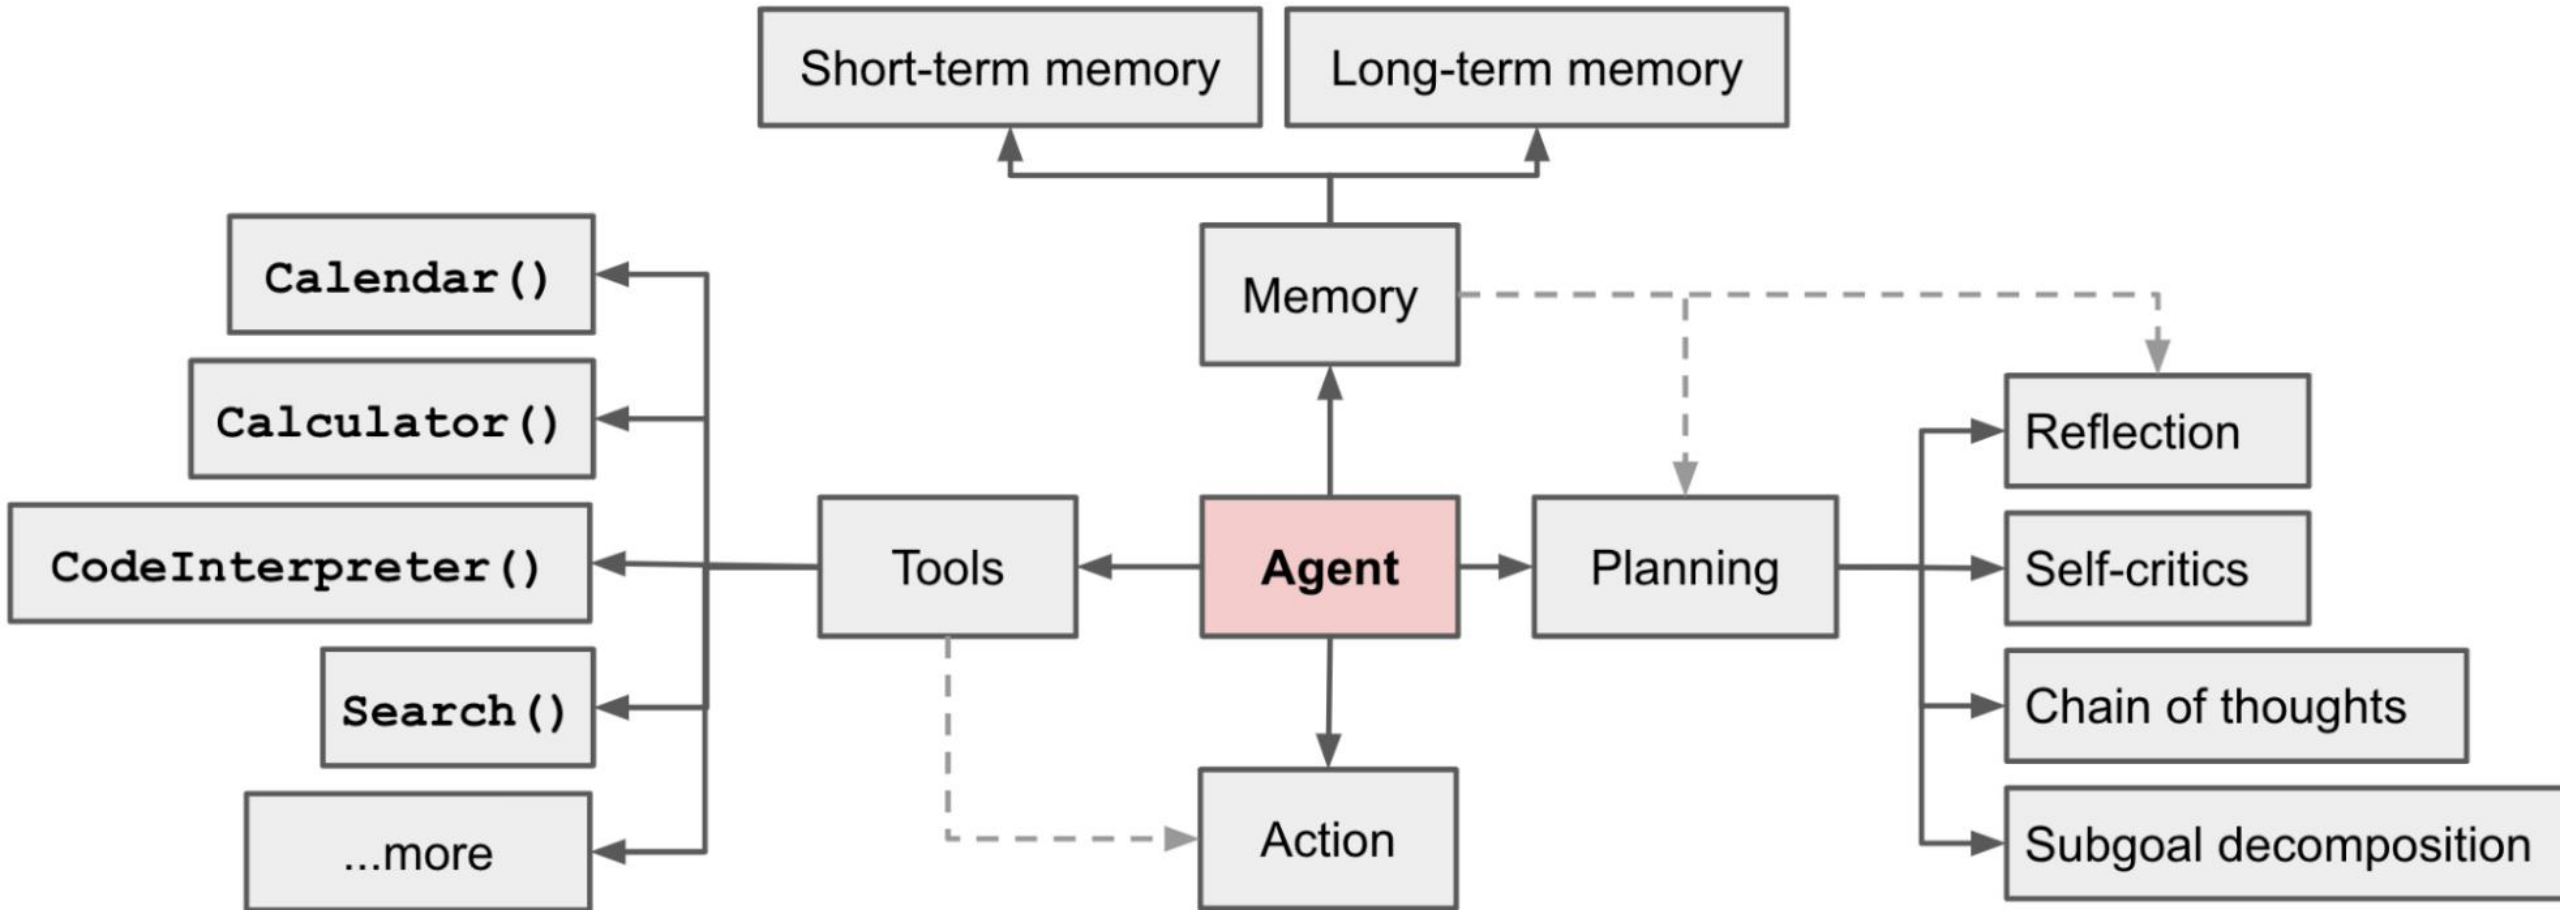 Short-term memory
Long-term memory
Calendar()
Memory
Calculator()
Reflection
CodeInterpreter()
Tools
Agent
Planning
Self-critics
Search()
Chain of thoughts
...more
Action
Subgoal decomposition